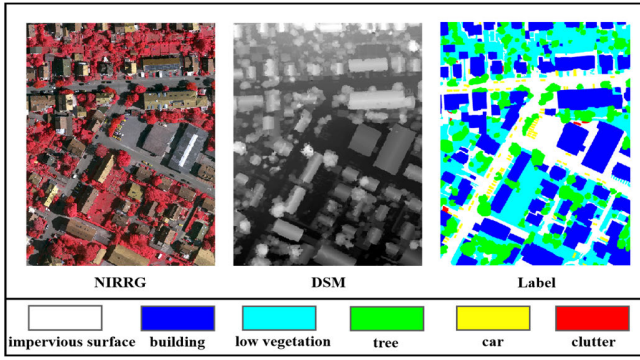 NIRRG DSM Label
impervious surface building low vegetation tree car clutter